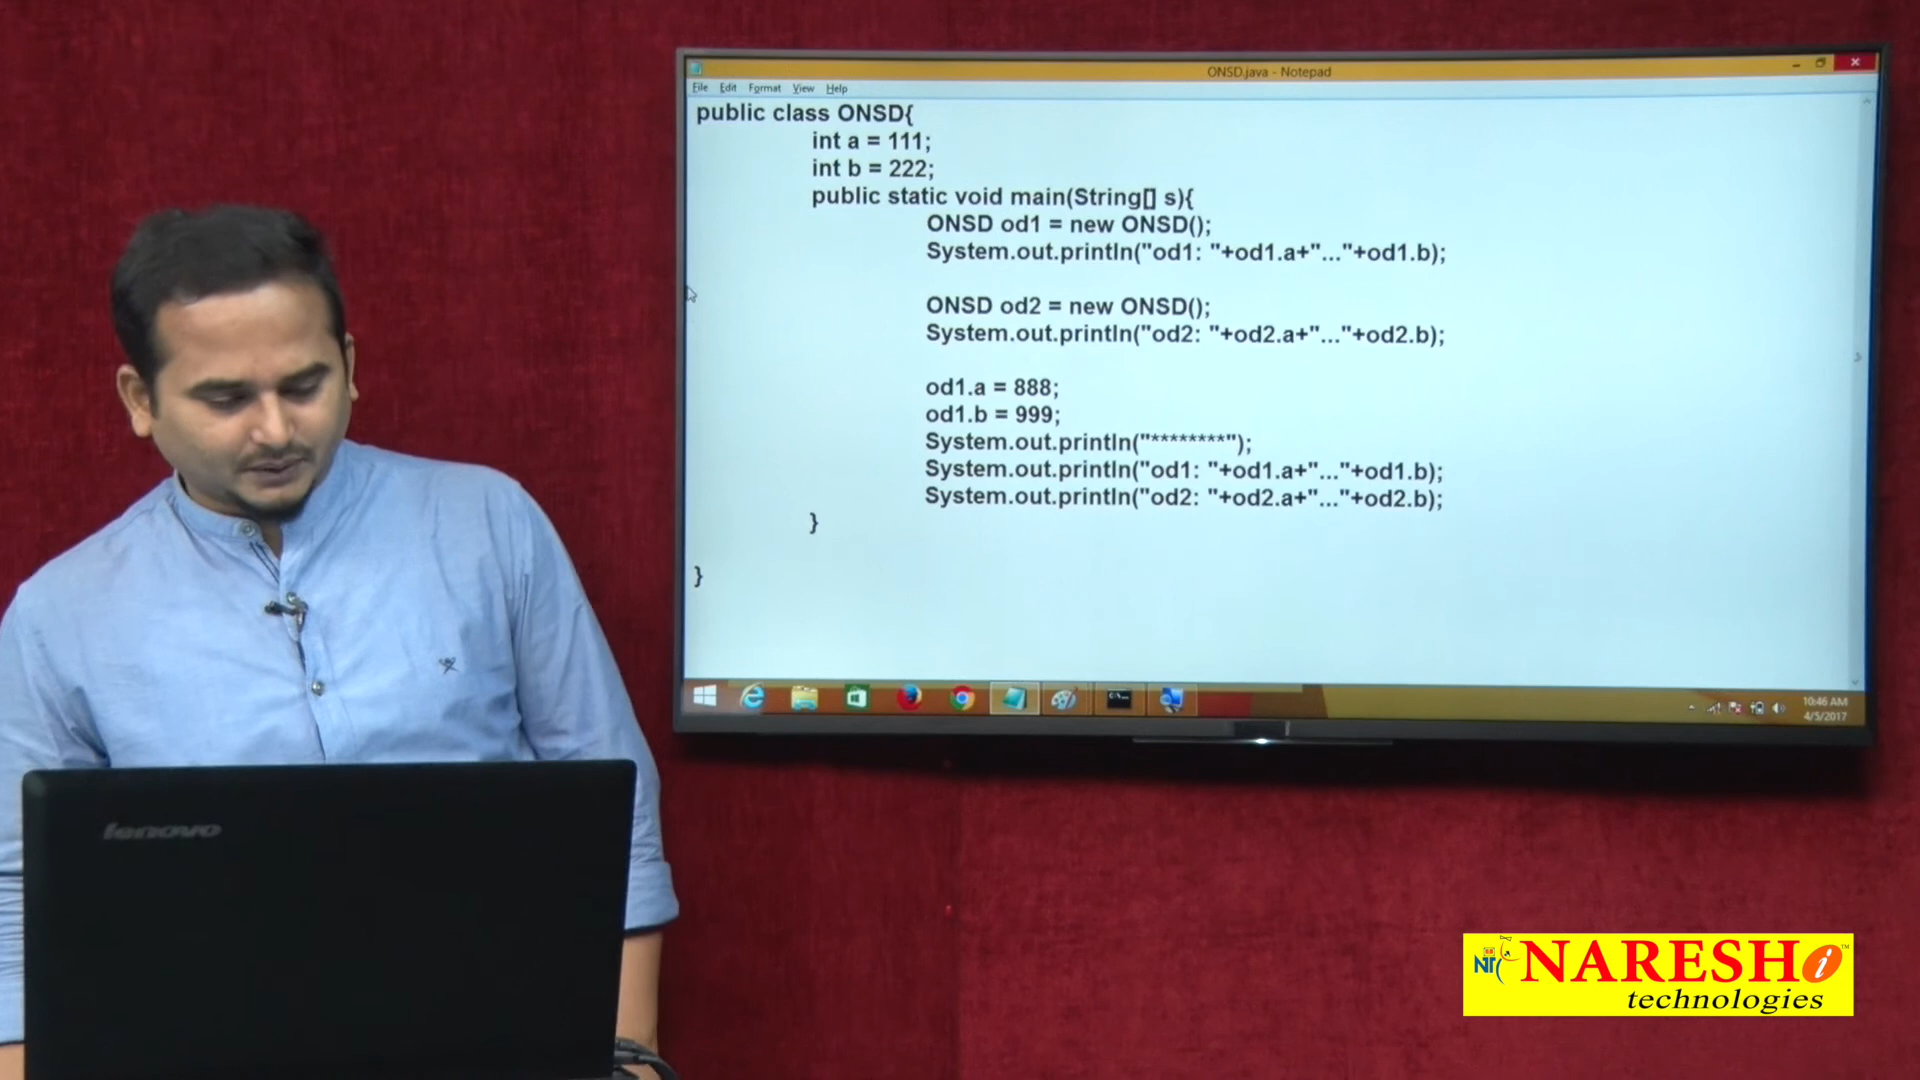 ONSD.java - Notepad
File Edit Format View Help
public class ONSD{
int a = 111;
int b = 222;
public static void main(String[] s){
ONSD od1 = new ONSD();
System.out.println("od1: "+od1.a+"..."+od1.b);
ONSD od2 = new ONSD();
System.out.println("od2: "+od2.a+"..."+od2.b);
od1.a = 888;
od1.b = 999;
System.out.println("********");
System.out.println("od1: "+od1.a+"..."+od1.b);
System.out.println("od2: "+od2.a+"..."+od2.b);
}
}
10:46 AM
4/5/2017
lenovo
NTi NARESH i ™
technologies